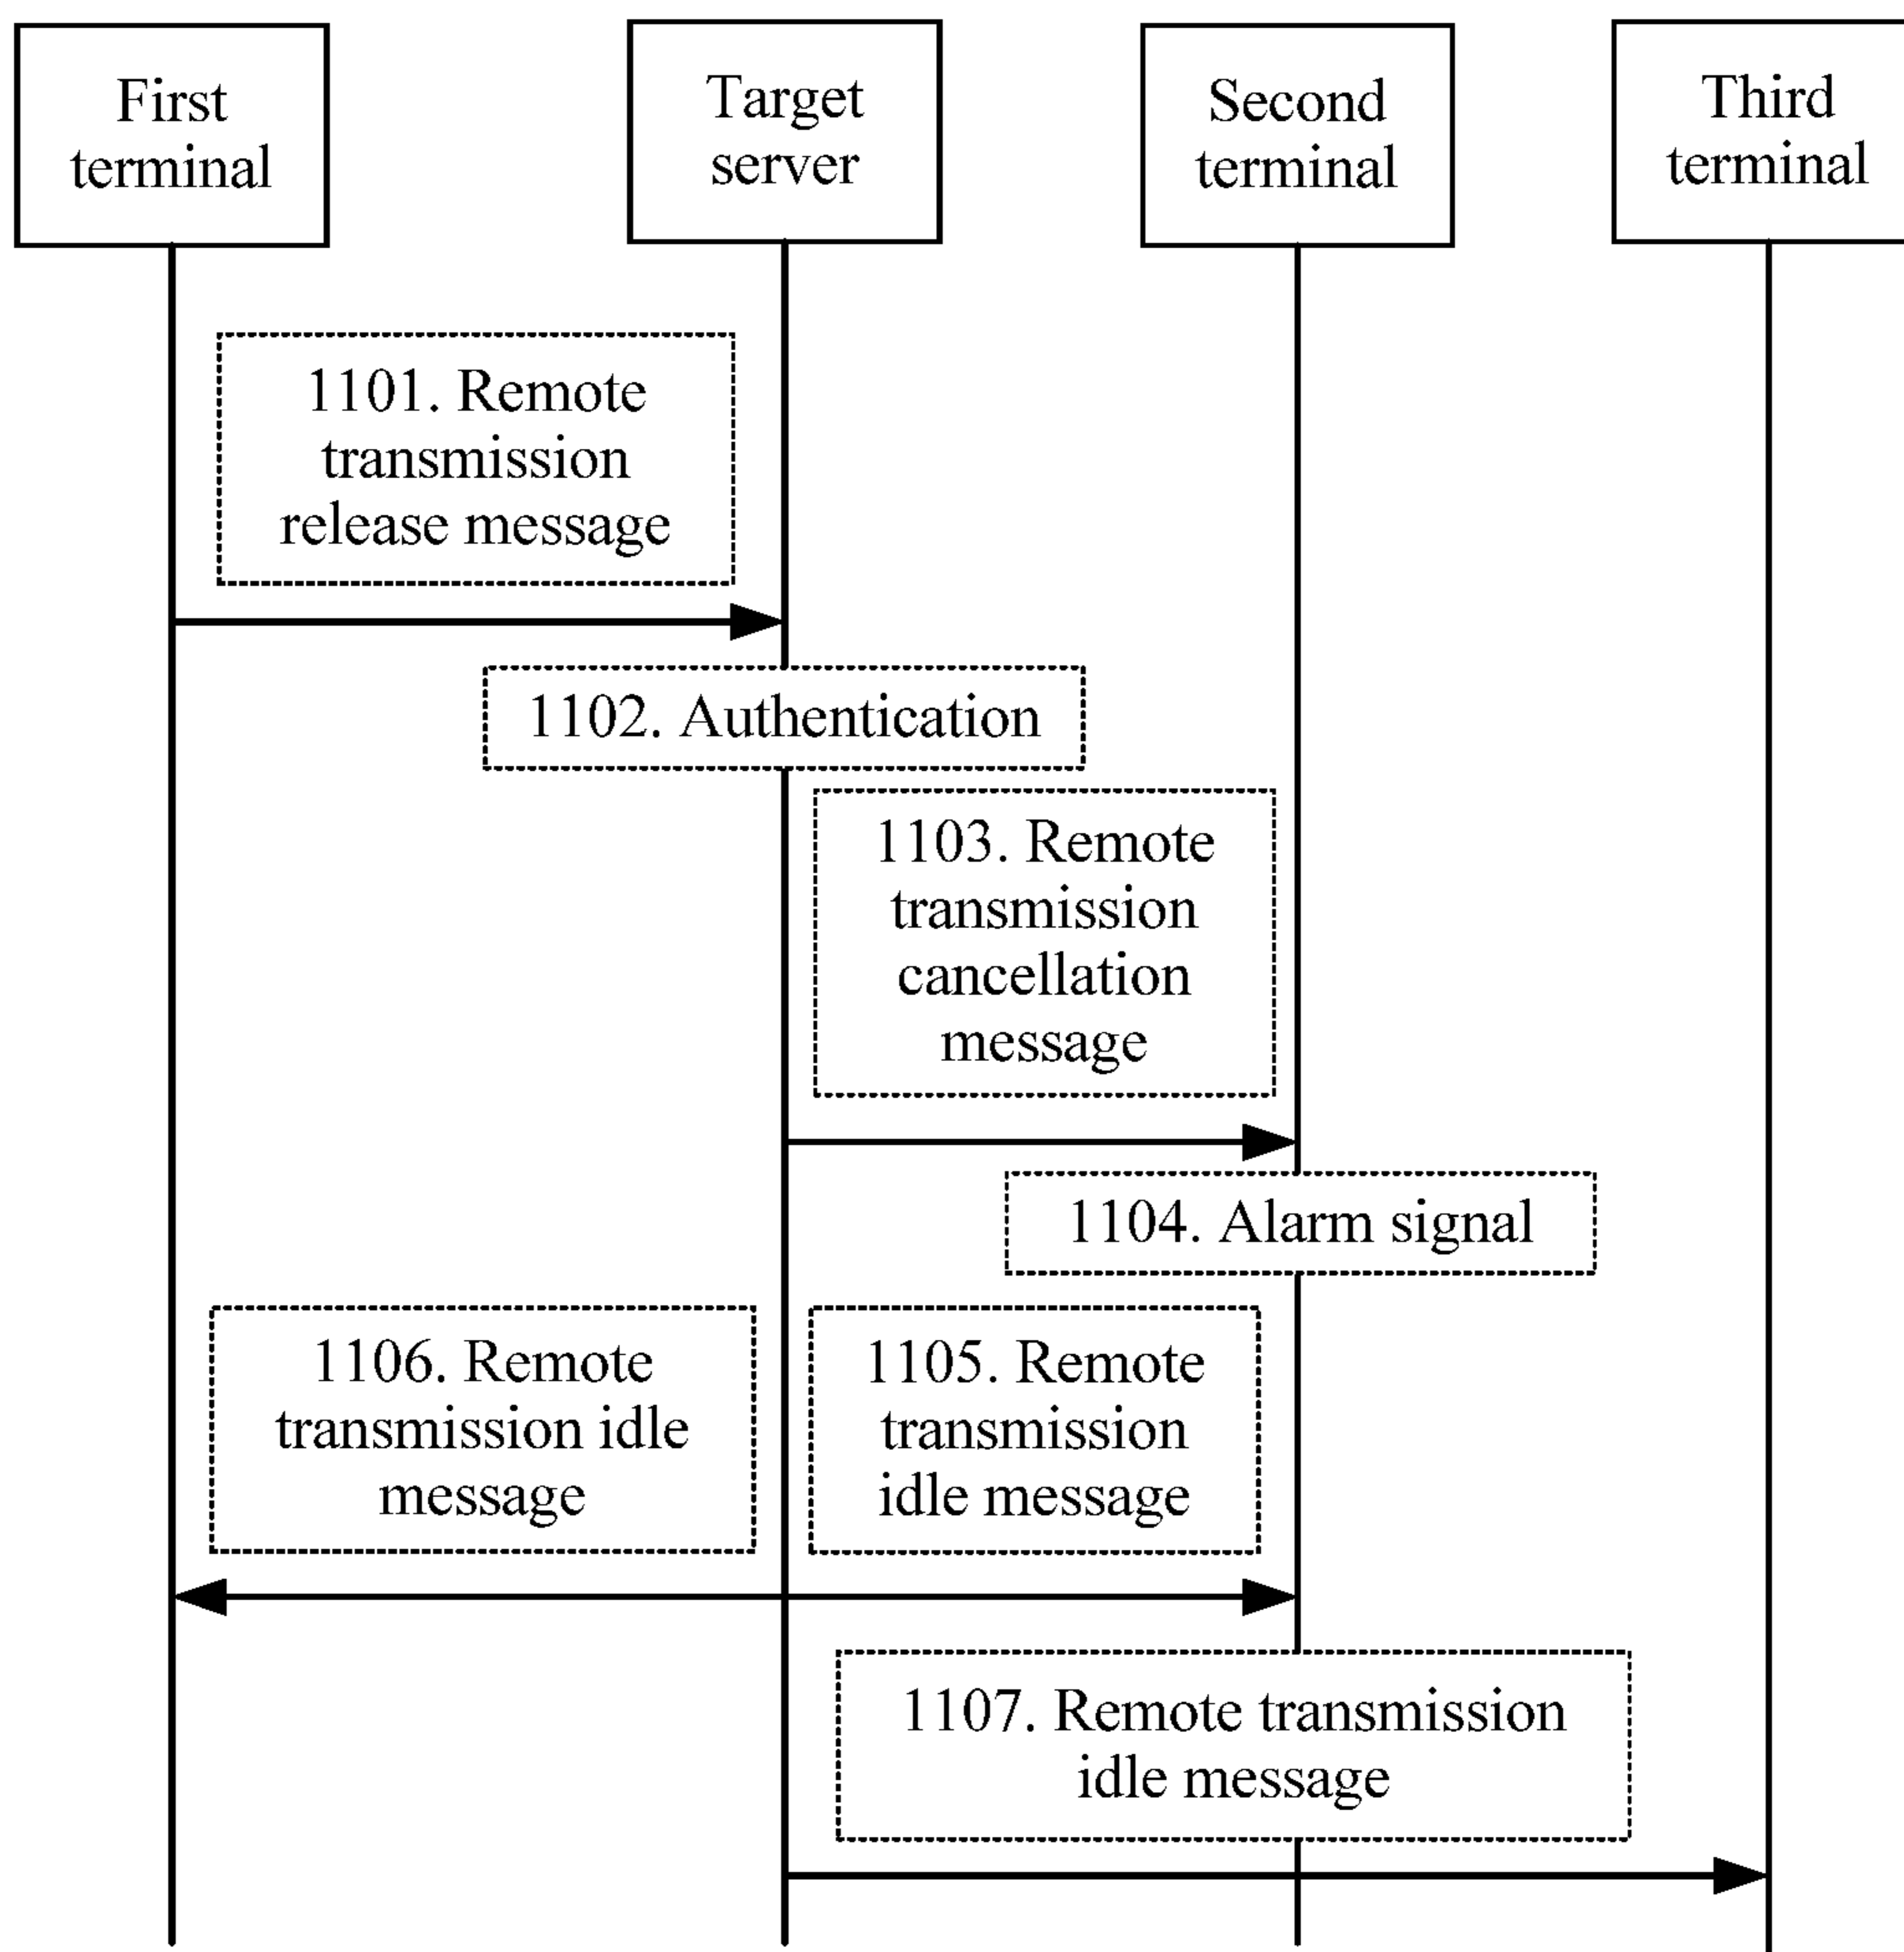 First
terminal
Target
server
Second
terminal
Third
terminal
1101. Remote
transmission
release message
1102. Authentication
1103. Remote
transmission
cancellation
message
1104. Alarm signal
1106. Remote
transmission idle
message
1105. Remote
transmission
idle message
1107. Remote transmission
idle message